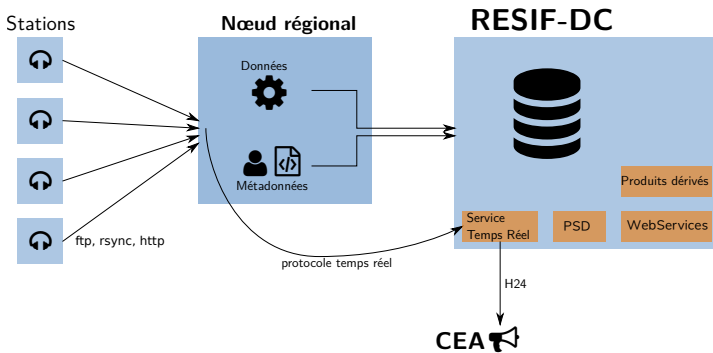 Stations
Nœud régional
RESIF-DC
Données
Métadonnées
ftp, rsync, http
protocole temps réel
Produits dérivés
Service
Temps Réel
PSD
WebServices
H24
CEA